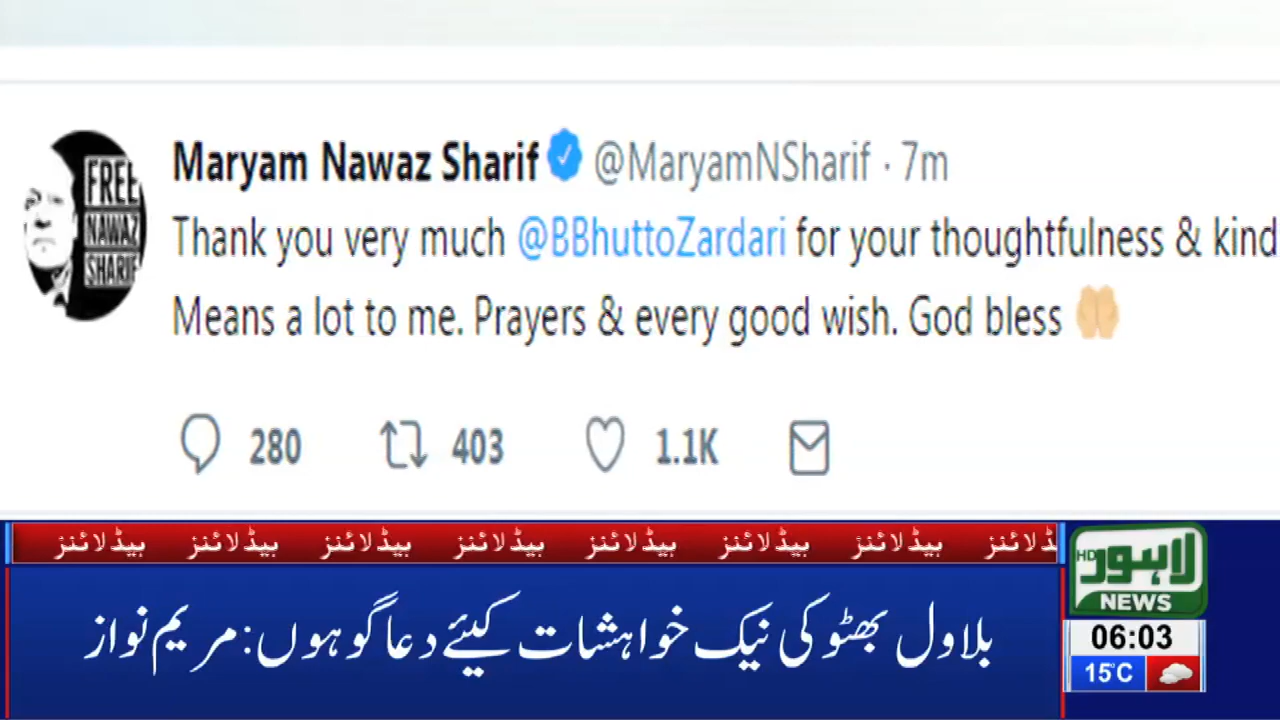 Maryam Nawaz Sharif @MaryamNSharif · 7m
Thank you very much @BBhuttoZardari for your thoughtfulness & kind
Means a lot to me. Prayers & every good wish. God bless 🤲🏼
FREE
NAWAZ
SHARIF
280 403 1.1K
ہیڈلائنز ہیڈلائنز ہیڈلائنز ہیڈلائنز ہیڈلائنز ہیڈلائنز ہیڈلائنز
بلاول بھٹو کی نیک خواہشات کیلئے دعا گو ہوں: مریم نواز
لاہور HD
NEWS
06:03
15°C